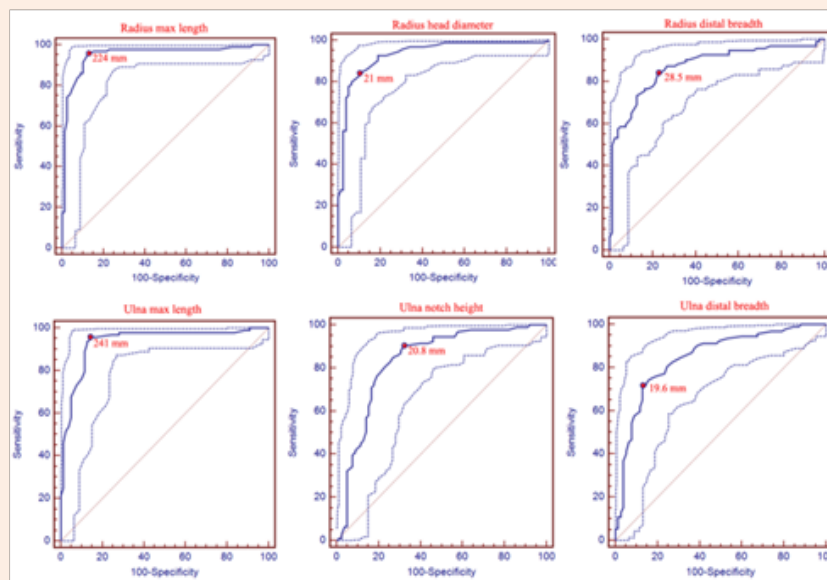 Radius max length
100
80
60
40
20
0
Sensitivity
224 mm
0 20 40 60 80 100
100-Specificity
Radius head diameter
100
80
60
40
20
0
Sensitivity
21 mm
0 20 40 60 80 100
100-Specificity
Radius distal breadth
100
80
60
40
20
0
Sensitivity
28.5 mm
0 20 40 60 80 100
100-Specificity
Ulna max length
100
80
60
40
20
0
Sensitivity
241 mm
0 20 40 60 80 100
100-Specificity
Ulna notch height
100
80
60
40
20
0
Sensitivity
20.8 mm
0 20 40 60 80 100
100-Specificity
Ulna distal breadth
100
80
60
40
20
0
Sensitivity
19.6 mm
0 20 40 60 80 100
100-Specificity